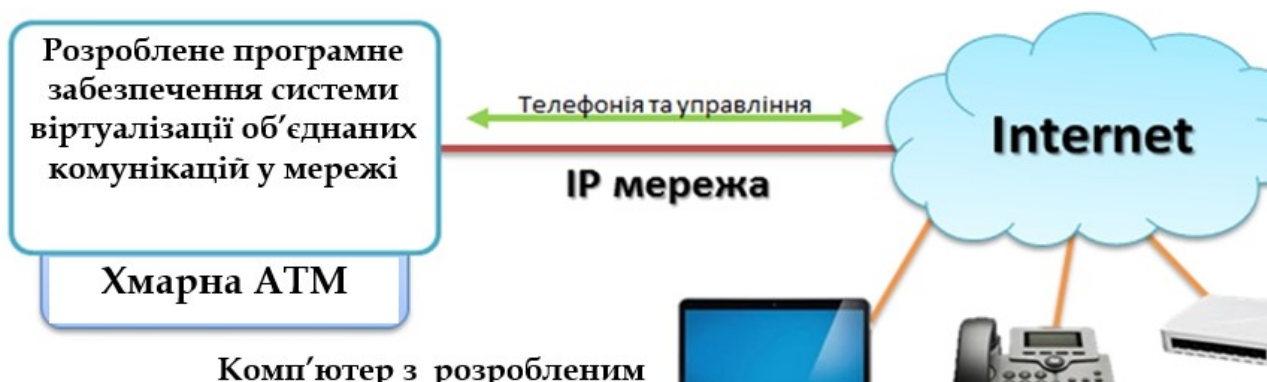 Розроблене програмне
забезпечення системи
віртуалізації об’єднаних
комунікацій у мережі
Телефонія та управління
Internet
IP мережа
Хмарна АТМ
Комп’ютер з розробленим